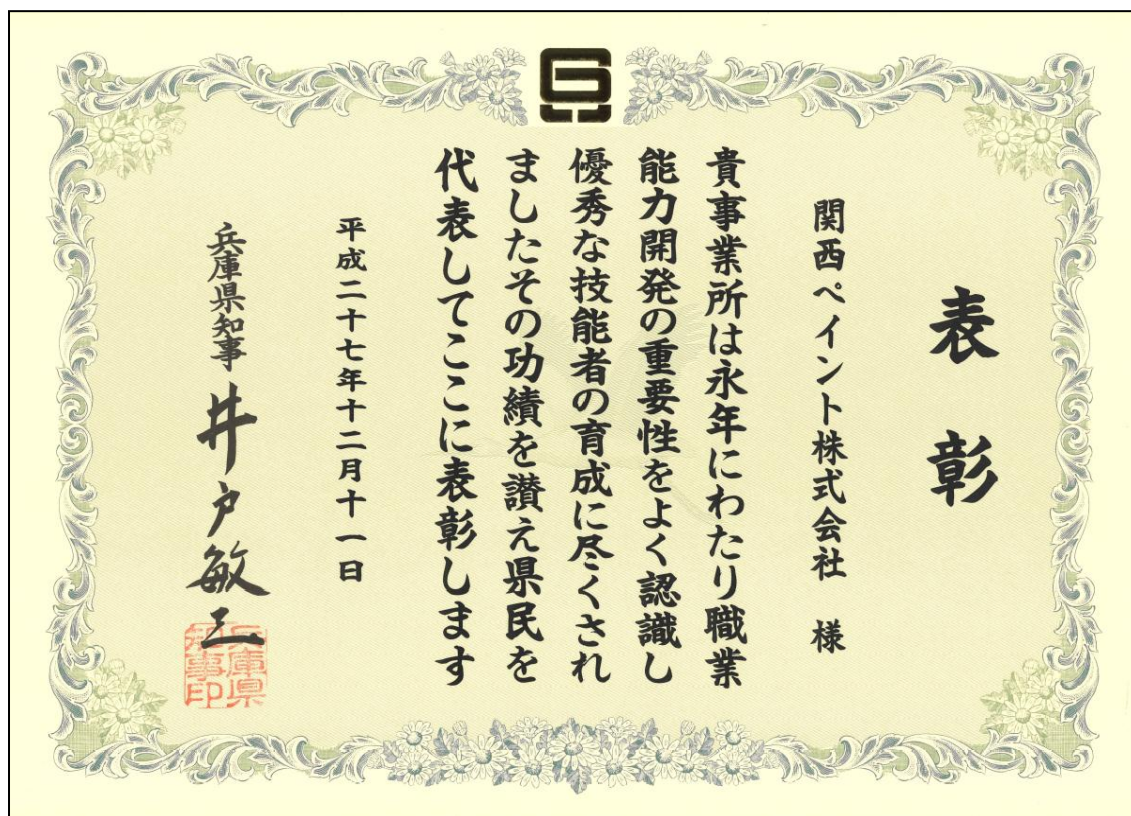 表彰
関西ペイント株式会社 様
貴事業所は永年にわたり職業
能力開発の重要性をよく認識し
優秀な技能者の育成に尽くされ
ましたその功績を讃え県民を
代表してここに表彰します
平成二十七年十二月十一日
兵庫県知事 井戸敏三
兵庫県
知事印